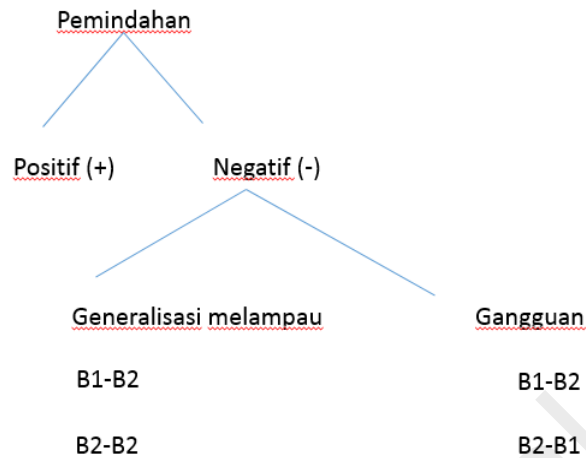 Pemindahan
Positif (+) Negatif (-)
Generalisasi melampau Gangguan
B1-B2 B1-B2
B2-B2 B2-B1